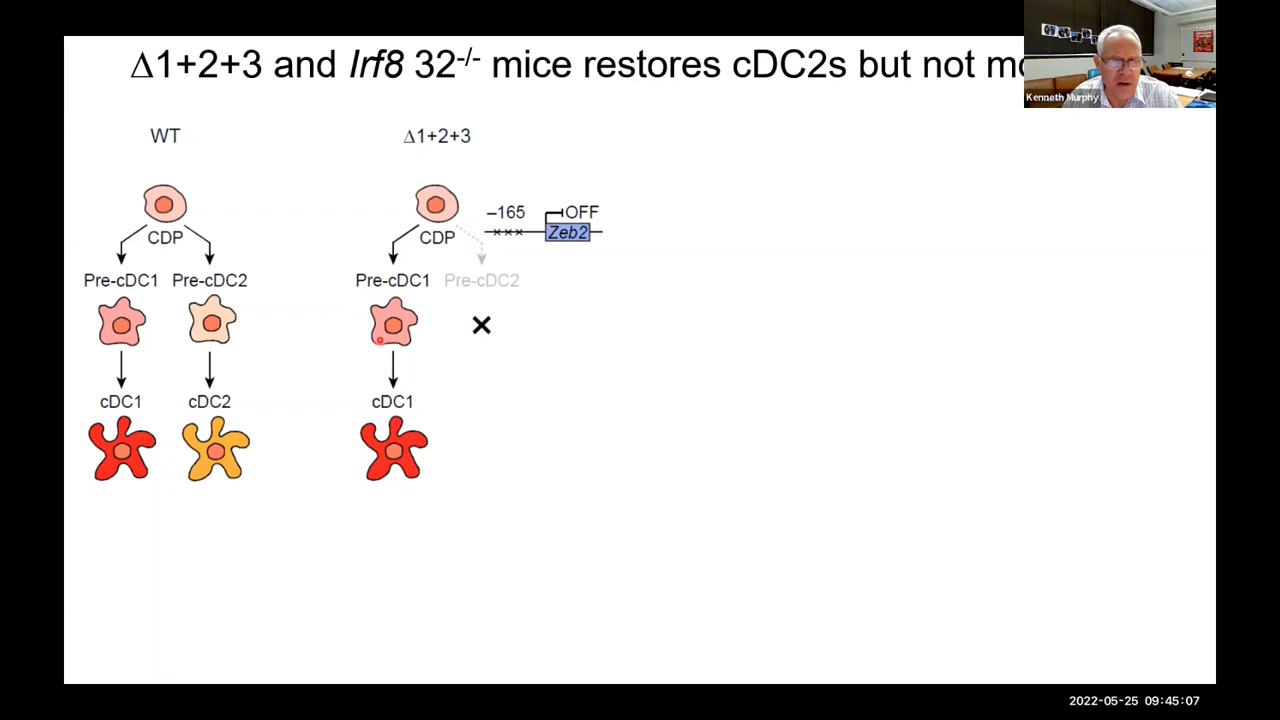 Δ1+2+3 and Irf8 32-/- mice restores cDC2s but not
Kenneth Murphy
WT
Δ1+2+3
CDP
CDP
–165
OFF
×××
Zeb2
Pre-cDC1 Pre-cDC2
Pre-cDC1 Pre-cDC2
cDC1
cDC2
cDC1
2022-05-25 09:45:07